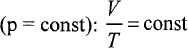 (p = const): V/T = const